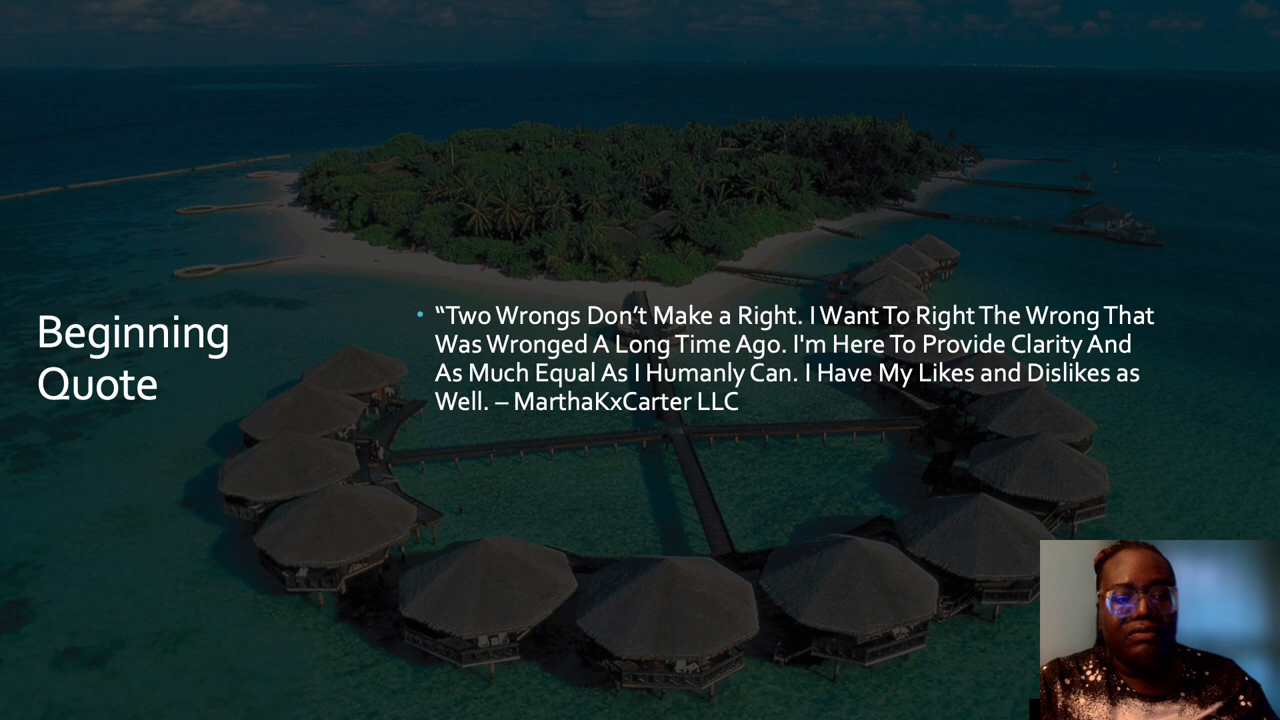 Beginning
Quote
• “Two Wrongs Don’t Make a Right. I Want To Right The Wrong That
Was Wronged A Long Time Ago. I'm Here To Provide Clarity And
As Much Equal As I Humanly Can. I Have My Likes and Dislikes as
Well. – MarthaKxCarter LLC